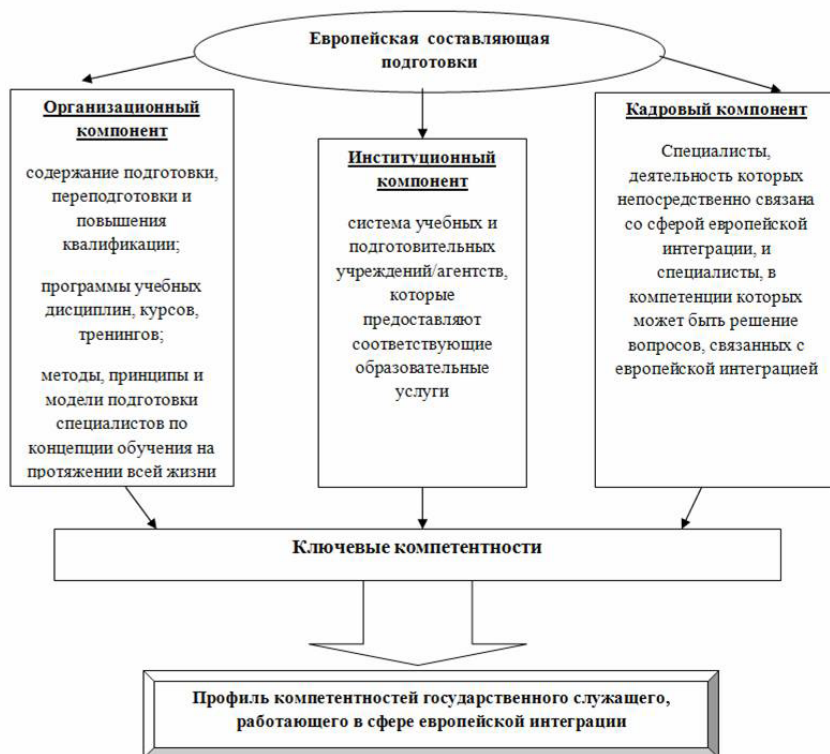 Европейская составляющая
подготовки
Организационный
компонент
содержание подготовки,
переподготовки и
повышения
квалификации;
программы учебных
дисциплин, курсов,
тренингов;
методы, принципы и
модели подготовки
специалистов по
концепции обучения на
протяжении всей жизни
Институционный
компонент
система учебных и
подготовительных
учреждений/агентств,
которые
предоставляют
соответствующие
образовательные
услуги
Кадровый компонент
Специалисты,
деятельность которых
непосредственно связана
со сферой европейской
интеграции, и
специалисты, в
компетенции которых
может быть решение
вопросов, связанных с
европейской интеграцией
Ключевые компетентности
Профиль компетентностей государственного служащего,
работающего в сфере европейской интеграции